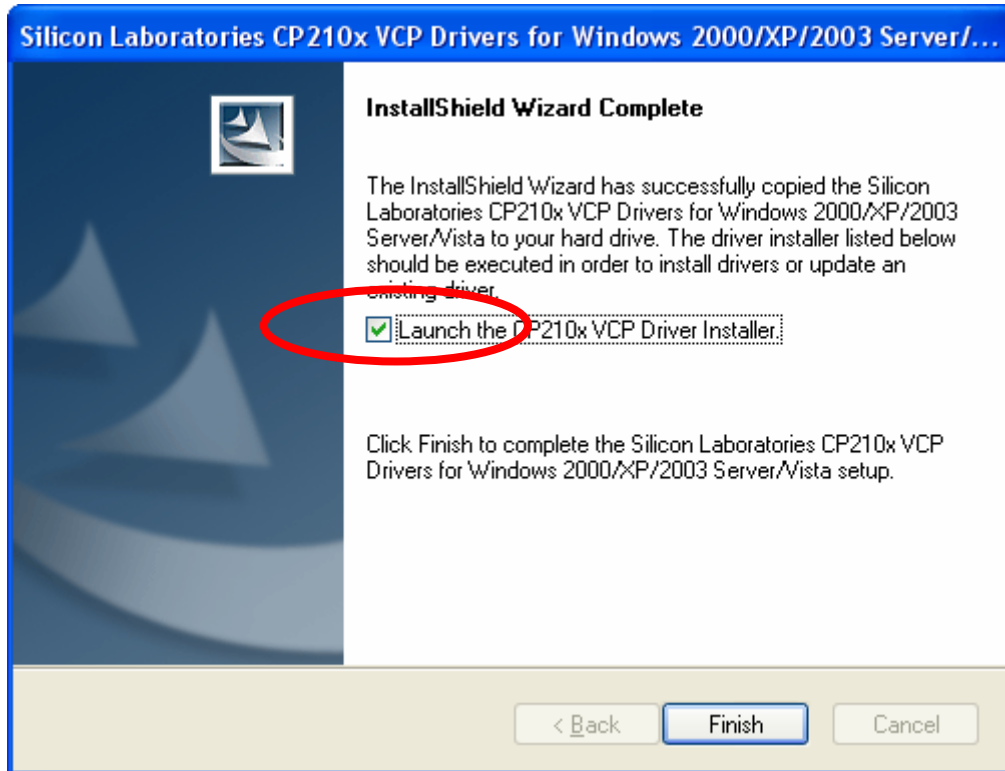 Silicon Laboratories CP210x VCP Drivers for Windows 2000/XP/2003 Server/...
InstallShield Wizard Complete
The InstallShield Wizard has successfully copied the Silicon
Laboratories CP210x VCP Drivers for Windows 2000/XP/2003
Server/Vista to your hard drive. The driver installer listed below
should be executed in order to install drivers or update an
existing driver.
Launch the CP210x VCP Driver Installer.
Click Finish to complete the Silicon Laboratories CP210x VCP
Drivers for Windows 2000/XP/2003 Server/Vista setup.
< Back Finish Cancel